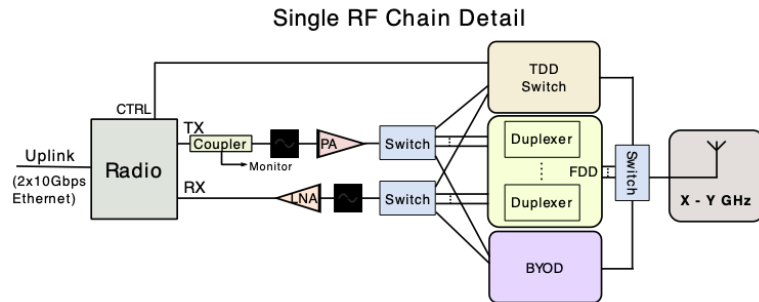 Single RF Chain Detail
TDD
Switch
CTRL
TX
Coupler
PA
Switch
Duplexer
Uplink
(2x10Gbps
Ethernet)
Radio
Monitor
FDD
Switch
RX
LNA
Switch
Duplexer
X - Y GHz
BYOD